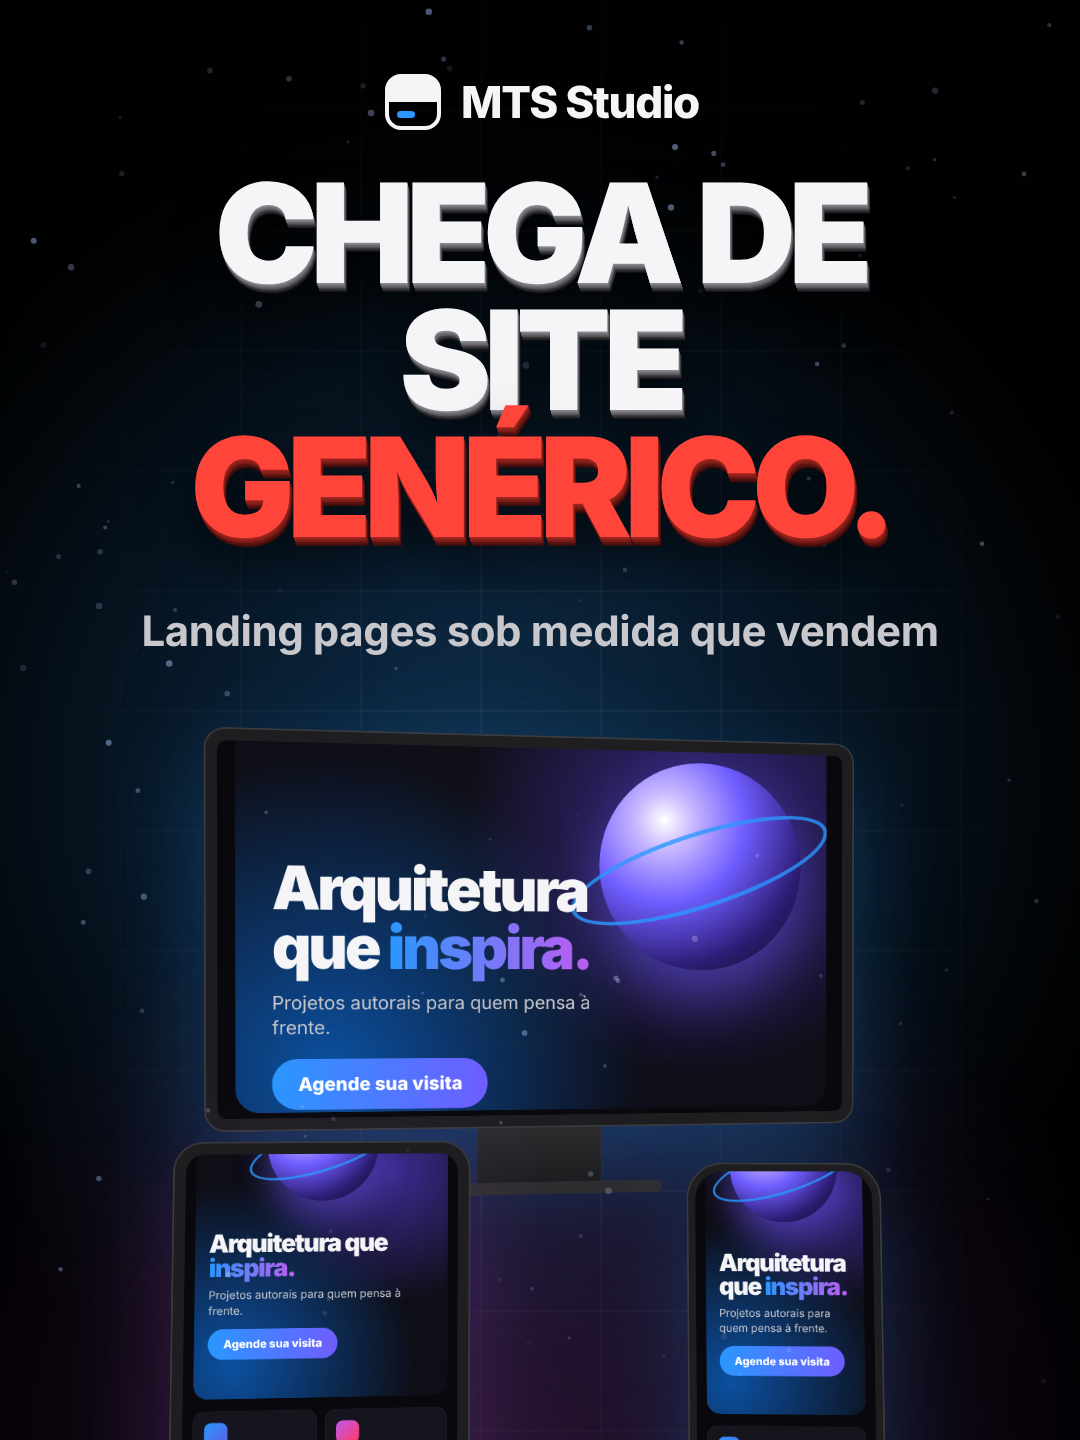 MTS Studio
CHEGA DE
SITE
GENÉRICO.
Landing pages sob medida que vendem
Arquitetura
que inspira.
Projetos autorais para quem pensa à
frente.
Agende sua visita
Arquitetura que
inspira.
Projetos autorais para quem pensa à
frente.
Agende sua visita
Arquitetura
que inspira.
Projetos autorais para
quem pensa à frente.
Agende sua visita